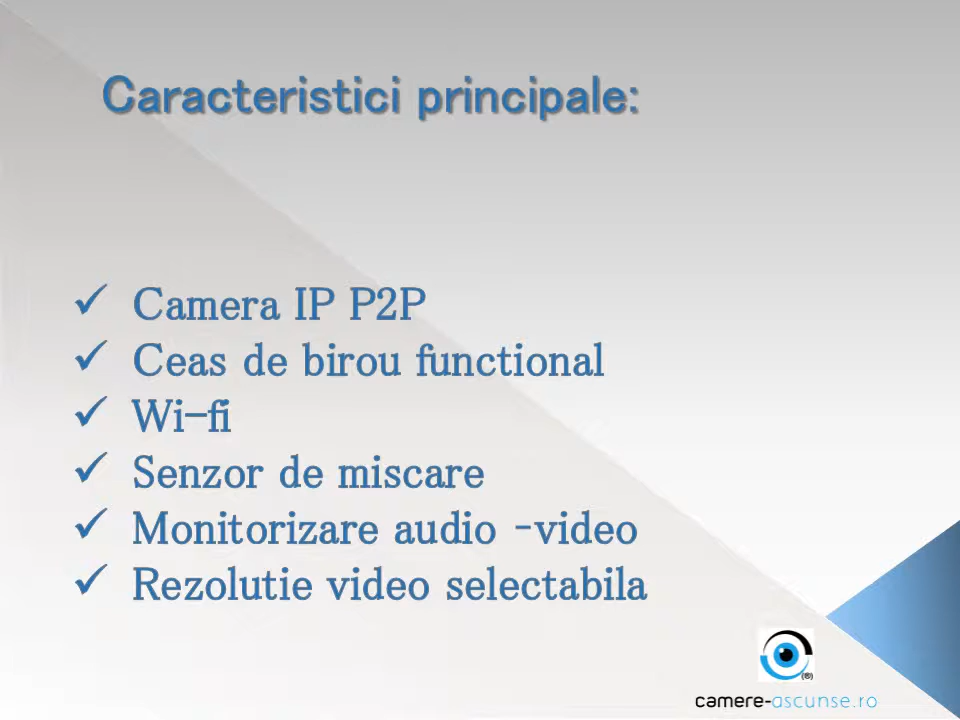 Caracteristici principale:
✓ Camera IP P2P
✓ Ceas de birou functional
✓ Wi-fi
✓ Senzor de miscare
✓ Monitorizare audio -video
✓ Rezolutie video selectabila
(®)
camere-ascunse.ro